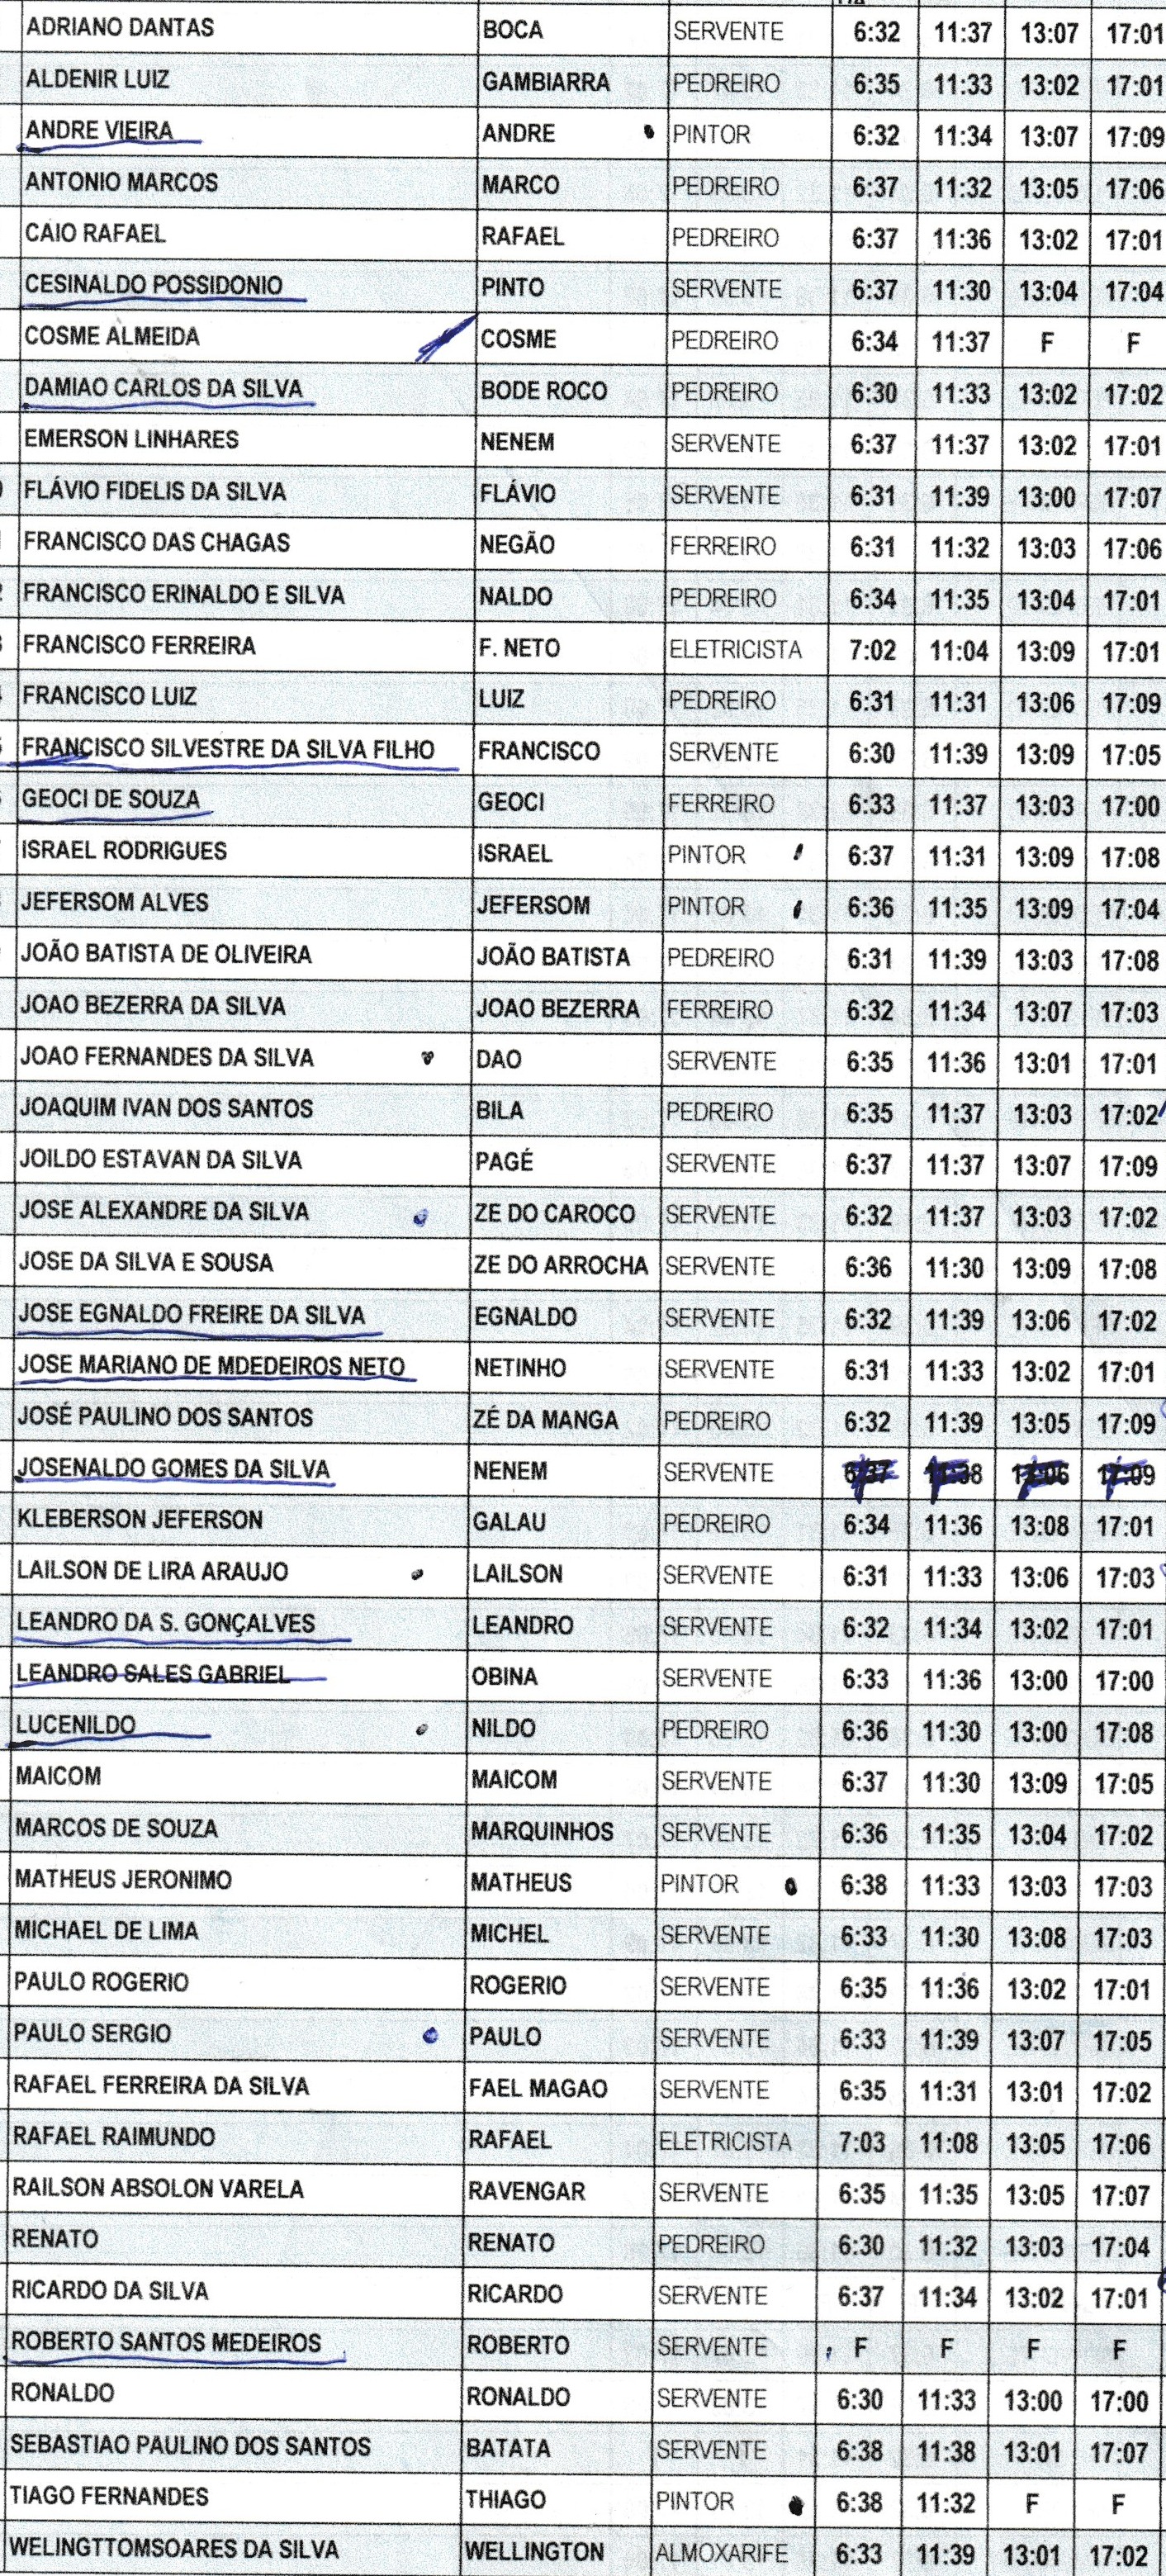 ADRIANO DANTAS BOCA SERVENTE 6:32 11:37 13:07 17:01
ALDENIR LUIZ GAMBIARRA PEDREIRO 6:35 11:33 13:02 17:01
ANDRE VIEIRA ANDRE PINTOR 6:32 11:34 13:07 17:09
ANTONIO MARCOS MARCO PEDREIRO 6:37 11:32 13:05 17:06
CAIO RAFAEL RAFAEL PEDREIRO 6:37 11:36 13:02 17:01
CESINALDO POSSIDONIO PINTO SERVENTE 6:37 11:30 13:04 17:04
COSME ALMEIDA COSME PEDREIRO 6:34 11:37 F F
DAMIAO CARLOS DA SILVA BODE ROCO PEDREIRO 6:30 11:33 13:02 17:02
EMERSON LINHARES NENEM SERVENTE 6:37 11:37 13:02 17:01
FLÁVIO FIDELIS DA SILVA FLÁVIO SERVENTE 6:31 11:39 13:00 17:07
FRANCISCO DAS CHAGAS NEGÃO FERREIRO 6:31 11:32 13:03 17:06
FRANCISCO ERINALDO E SILVA NALDO PEDREIRO 6:34 11:35 13:04 17:01
FRANCISCO FERREIRA F. NETO ELETRICISTA 7:02 11:04 13:09 17:01
FRANCISCO LUIZ LUIZ PEDREIRO 6:31 11:31 13:06 17:09
FRANCISCO SILVESTRE DA SILVA FILHO FRANCISCO SERVENTE 6:30 11:39 13:09 17:05
GEOCI DE SOUZA GEOCI FERREIRO 6:33 11:37 13:03 17:00
ISRAEL RODRIGUES ISRAEL PINTOR 6:37 11:31 13:09 17:08
JEFERSOM ALVES JEFERSOM PINTOR 6:36 11:35 13:09 17:04
JOÃO BATISTA DE OLIVEIRA JOÃO BATISTA PEDREIRO 6:31 11:39 13:03 17:08
JOAO BEZERRA DA SILVA JOAO BEZERRA FERREIRO 6:32 11:34 13:07 17:03
JOAO FERNANDES DA SILVA DAO SERVENTE 6:35 11:36 13:01 17:01
JOAQUIM IVAN DOS SANTOS BILA PEDREIRO 6:35 11:37 13:03 17:02
JOILDO ESTAVAN DA SILVA PAGÉ SERVENTE 6:37 11:37 13:07 17:09
JOSE ALEXANDRE DA SILVA ZE DO CAROCO SERVENTE 6:32 11:37 13:03 17:02
JOSE DA SILVA E SOUSA ZE DO ARROCHA SERVENTE 6:36 11:30 13:09 17:08
JOSE EGNALDO FREIRE DA SILVA EGNALDO SERVENTE 6:32 11:39 13:06 17:02
JOSE MARIANO DE MDEDEIROS NETO NETINHO SERVENTE 6:31 11:33 13:02 17:01
JOSÉ PAULINO DOS SANTOS ZÉ DA MANGA PEDREIRO 6:32 11:39 13:05 17:09
JOSENALDO GOMES DA SILVA NENEM SERVENTE
KLEBERSON JEFERSON GALAU PEDREIRO 6:34 11:36 13:08 17:01
LAILSON DE LIRA ARAUJO LAILSON SERVENTE 6:31 11:33 13:06 17:03
LEANDRO DA S. GONÇALVES LEANDRO SERVENTE 6:32 11:34 13:02 17:01
LEANDRO SALES GABRIEL OBINA SERVENTE 6:33 11:36 13:00 17:00
LUCENILDO NILDO PEDREIRO 6:36 11:30 13:00 17:08
MAICOM MAICOM SERVENTE 6:37 11:30 13:09 17:05
MARCOS DE SOUZA MARQUINHOS SERVENTE 6:36 11:35 13:04 17:02
MATHEUS JERONIMO MATHEUS PINTOR 6:38 11:33 13:03 17:03
MICHAEL DE LIMA MICHEL SERVENTE 6:33 11:30 13:08 17:03
PAULO ROGERIO ROGERIO SERVENTE 6:35 11:36 13:02 17:01
PAULO SERGIO PAULO SERVENTE 6:33 11:39 13:07 17:05
RAFAEL FERREIRA DA SILVA FAEL MAGAO SERVENTE 6:35 11:31 13:01 17:02
RAFAEL RAIMUNDO RAFAEL ELETRICISTA 7:03 11:08 13:05 17:06
RAILSON ABSOLON VARELA RAVENGAR SERVENTE 6:35 11:35 13:05 17:07
RENATO RENATO PEDREIRO 6:30 11:32 13:03 17:04
RICARDO DA SILVA RICARDO SERVENTE 6:37 11:34 13:02 17:01
ROBERTO SANTOS MEDEIROS ROBERTO SERVENTE F F F F
RONALDO RONALDO SERVENTE 6:30 11:33 13:00 17:00
SEBASTIAO PAULINO DOS SANTOS BATATA SERVENTE 6:38 11:38 13:01 17:07
TIAGO FERNANDES THIAGO PINTOR 6:38 11:32 F F
WELINGTTOMSOARES DA SILVA WELLINGTON ALMOXARIFE 6:33 11:39 13:01 17:02